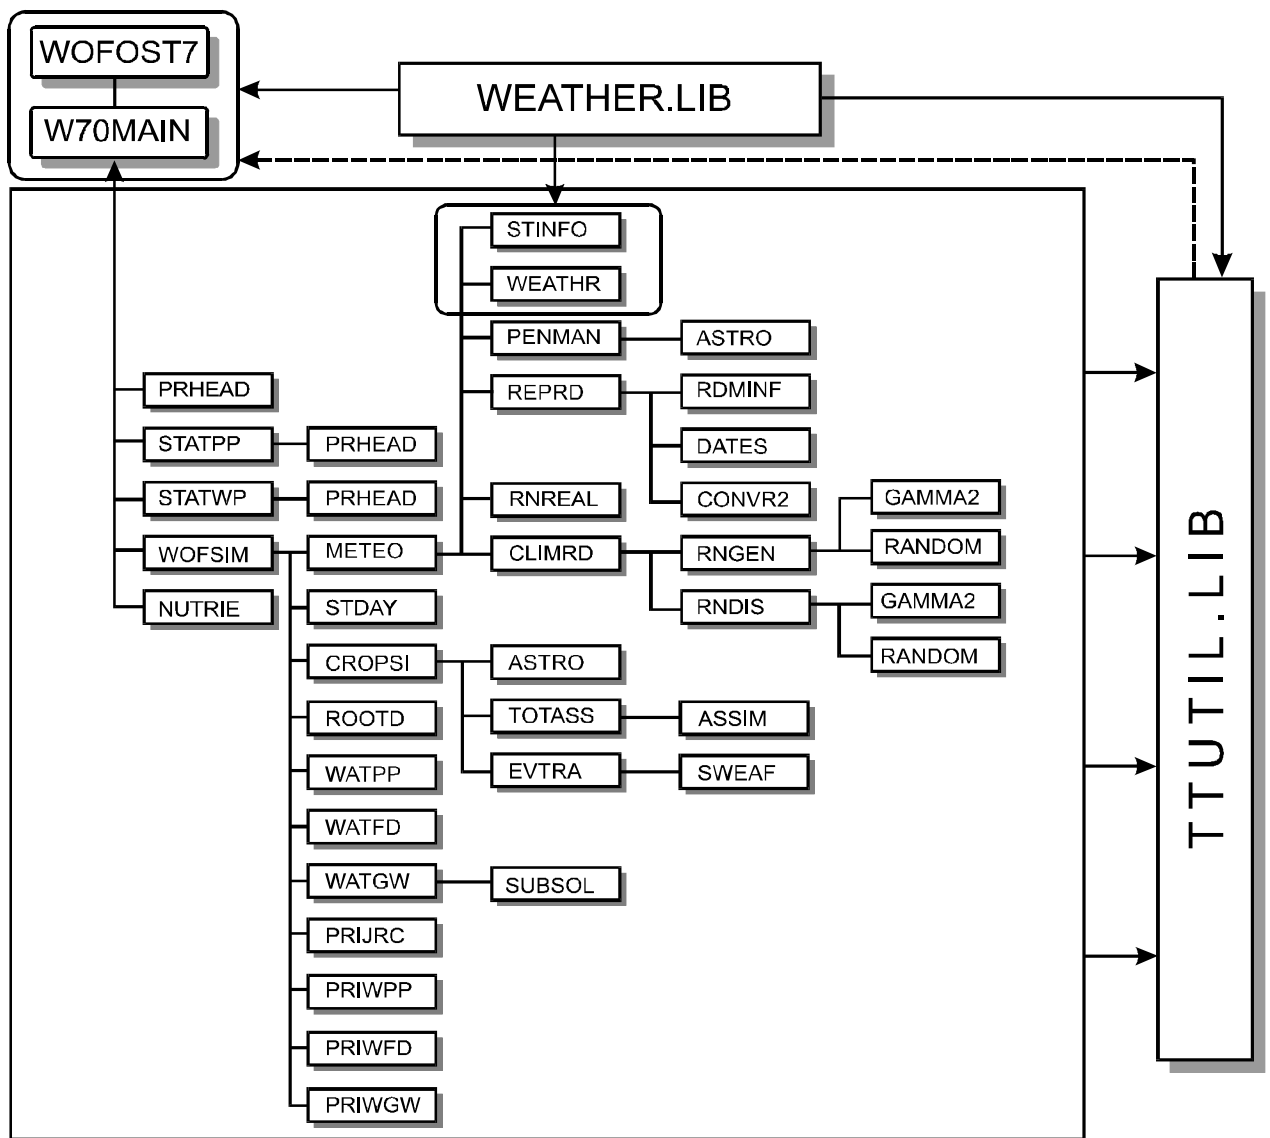 WOFOST7
WEATHER.LIB
W70MAIN
STINFO
WEATHR
PENMAN
ASTRO
PRHEAD
REPRD
RDMINF
STATPP
PRHEAD
DATES
STATWP
PRHEAD
RNREAL
CONVR2
GAMMA2
WOFSIM
METEO
CLIMRD
RNGEN
RANDOM
NUTRIE
STDAY
RNDIS
GAMMA2
CROPSI
ASTRO
RANDOM
ROOTD
TOTASS
ASSIM
WATPP
EVTRA
SWEAF
WATFD
WATGW
SUBSOL
PRIJRC
PRIWPP
PRIWFD
PRIWGW
TTUTIL.LIB